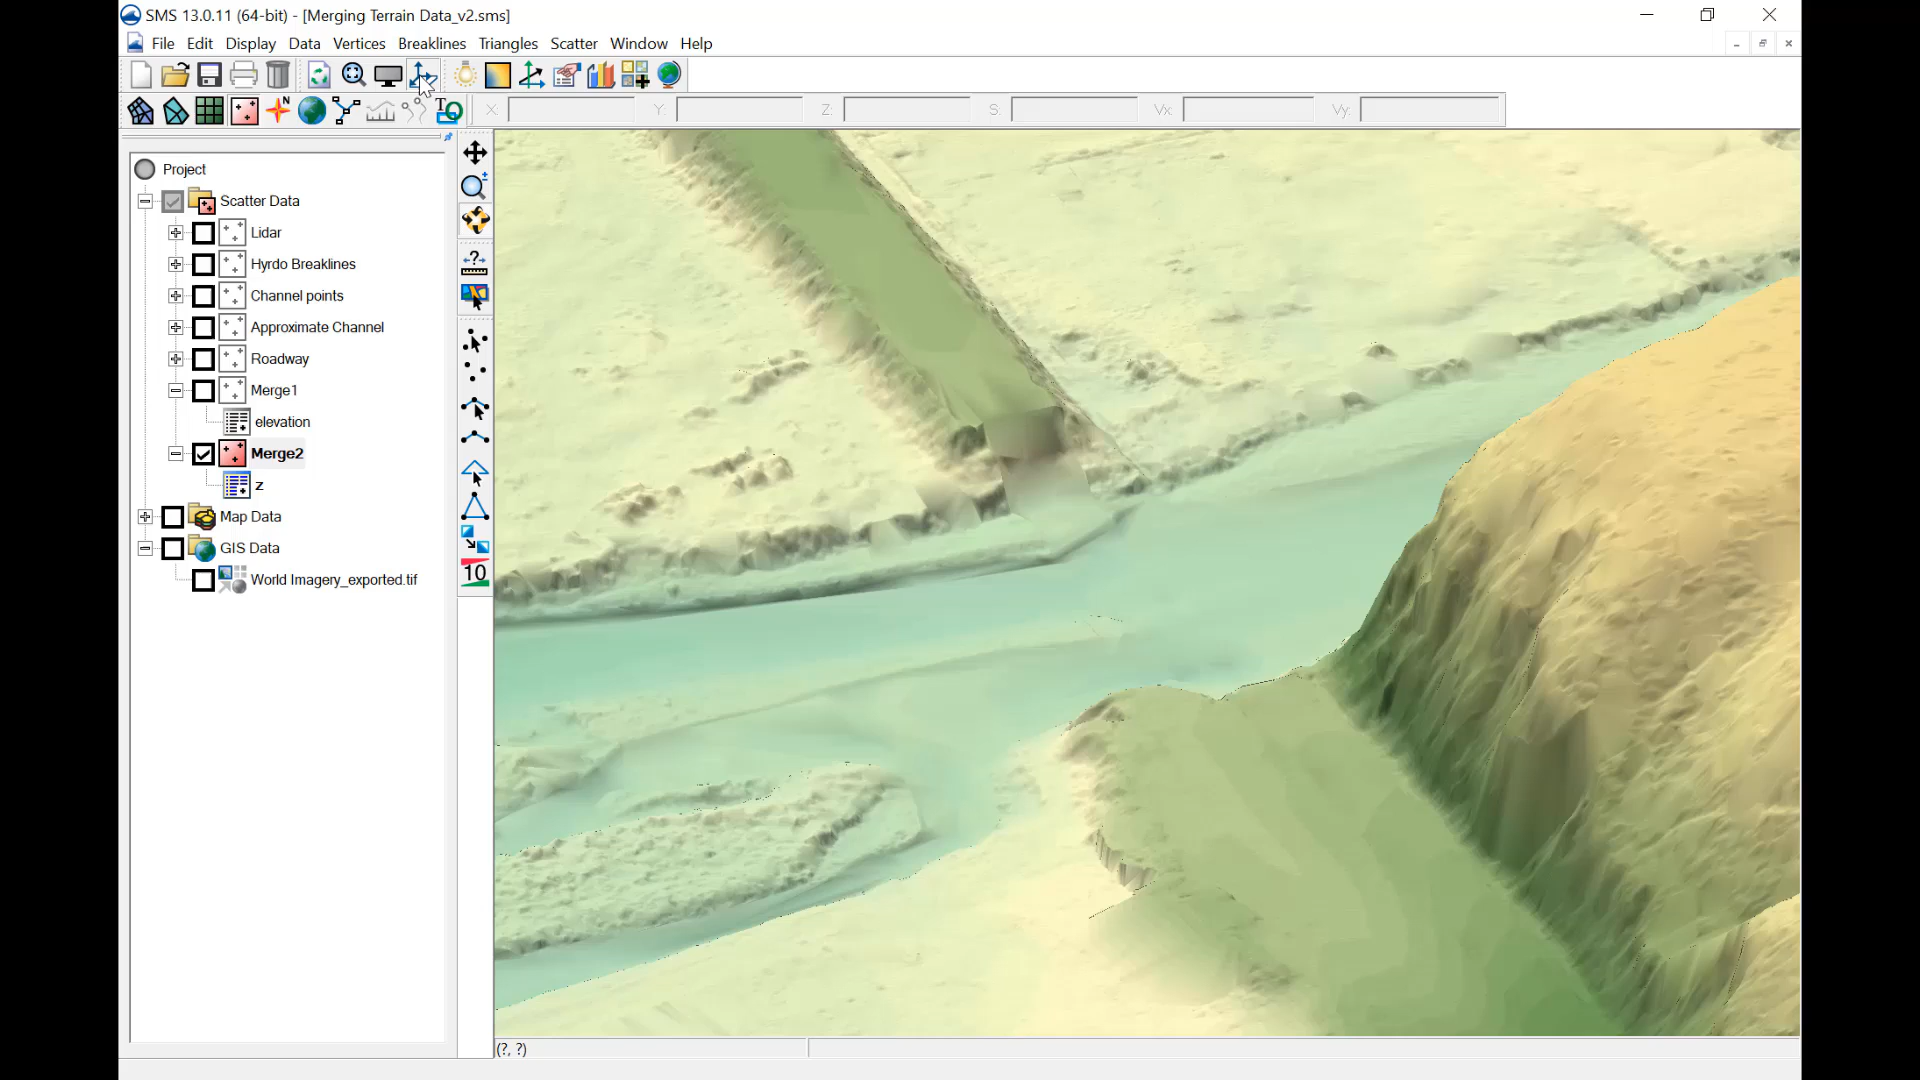 SMS 13.0.11 (64-bit) - [Merging Terrain Data_v2.sms]
File Edit Display Data Vertices Breaklines Triangles Scatter Window Help
X: Y: Z: S: Vx: Vy:
Project
Scatter Data
Lidar
Hyrdo Breaklines
Channel points
Approximate Channel
Roadway
Merge1
elevation
Merge2
z
Map Data
GIS Data
World Imagery_exported.tif
10
(?, ?)